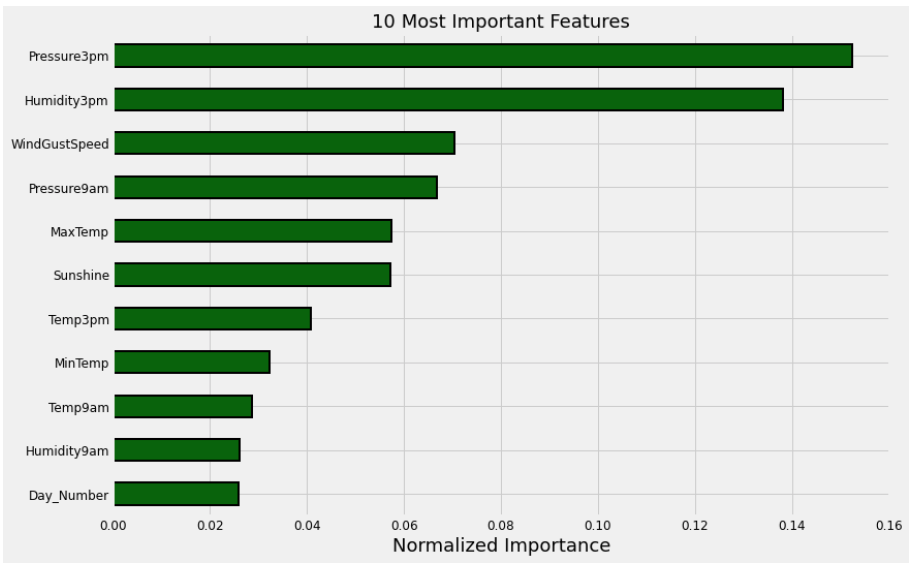 10 Most Important Features
Pressure3pm
Humidity3pm
WindGustSpeed
Pressure9am
MaxTemp
Sunshine
Temp3pm
MinTemp
Temp9am
Humidity9am
Day_Number
0.00 0.02 0.04 0.06 0.08 0.10 0.12 0.14 0.16
Normalized Importance